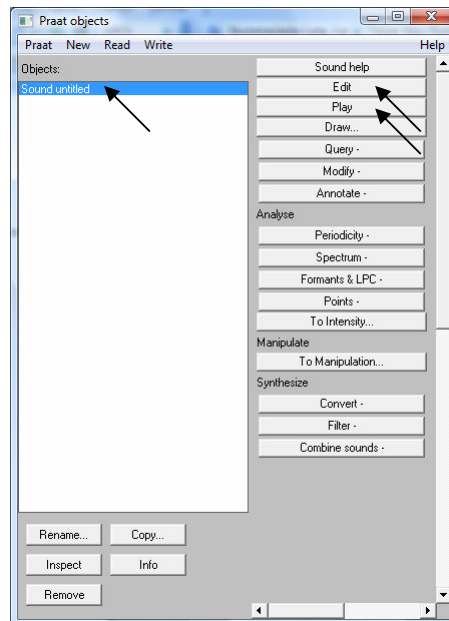 Praat objects
Praat New Read Write Help
Objects:
Sound untitled
Sound help
Edit
Play
Draw...
Query -
Modify -
Annotate -
Analyse
Periodicity -
Spectrum -
Formants & LPC -
Points -
To Intensity...
Manipulate
To Manipulation...
Synthesize
Convert -
Filter -
Combine sounds -
Rename... Copy...
Inspect Info
Remove